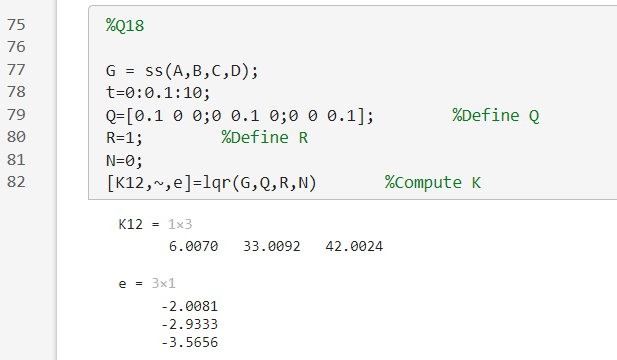 75 %Q18
76
77 G = ss(A,B,C,D);
78 t=0:0.1:10;
79 Q=[0.1 0 0;0 0.1 0;0 0 0.1]; %Define Q
80 R=1; %Define R
81 N=0;
82 [K12,~,e]=lqr(G,Q,R,N) %Compute K
K12 = 1×3
6.0070 33.0092 42.0024
e = 3×1
-2.0081
-2.9333
-3.5656